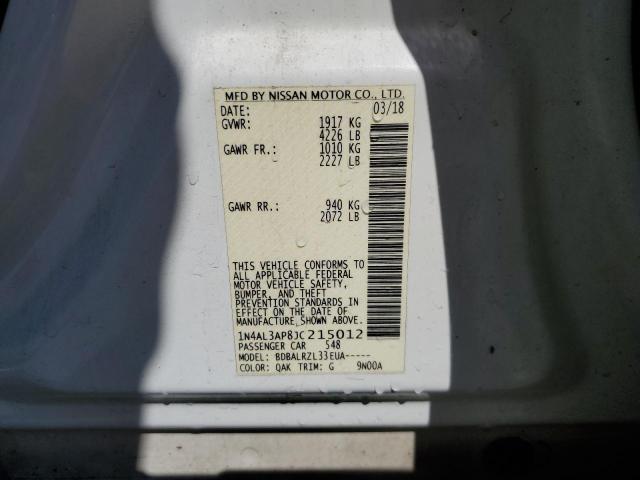 MFD BY NISSAN MOTOR CO., LTD.
DATE: 03/18
GVWR: 1917 KG
4226 LB
GAWR FR.: 1010 KG
2227 LB
GAWR RR.: 940 KG
2072 LB
THIS VEHICLE CONFORMS TO
ALL APPLICABLE FEDERAL
MOTOR VEHICLE SAFETY,
BUMPER, AND THEFT
PREVENTION STANDARDS IN
EFFECT ON THE DATE OF
MANUFACTURE SHOWN ABOVE.
1N4AL3AP8JC215012
PASSENGER CAR 548
MODEL: BDBALRZL33EUA-----
COLOR: QAK TRIM: G 9N00A